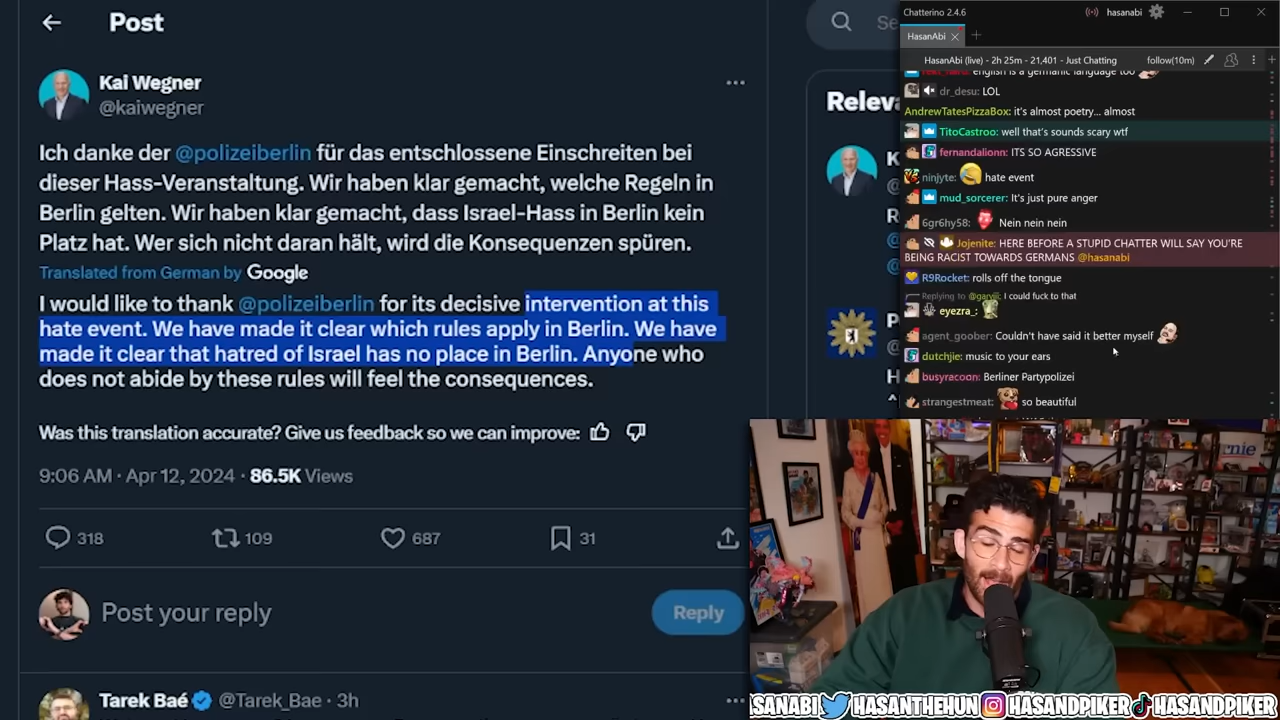 Post
Kai Wegner
@kaiwegner
Ich danke der @polizeiberlin für das entschlossene Einschreiten bei
dieser Hass-Veranstaltung. Wir haben klar gemacht, welche Regeln in
Berlin gelten. Wir haben klar gemacht, dass Israel-Hass in Berlin kein
Platz hat. Wer sich nicht daran hält, wird die Konsequenzen spüren.
Translated from German by Google
I would like to thank @polizeiberlin for its decisive intervention at this
hate event. We have made it clear which rules apply in Berlin. We have
made it clear that hatred of Israel has no place in Berlin. Anyone who
does not abide by these rules will feel the consequences.
Was this translation accurate? Give us feedback so we can improve:
9:06 AM · Apr 12, 2024 · 86.5K Views
318 109 687 31
Post your reply
Reply
Tarek Baé @Tarek_Bae · 3h
Se
Releva
K
@
R
@
@
P
@
H
Chatterino 2.4.6
hasanabi
HasanAbi
HasanAbi (live) - 2h 25m - 21,401 - Just Chatting
follow(10m)
english is a germanic language too
dr_desu: LOL
AndrewTatesPizzaBox: it's almost poetry... almost
TitoCastroo: well that's sounds scary wtf
fernandalionn: ITS SO AGRESSIVE
ninjyte: hate event
mud_sorcerer: It's just pure anger
6gr6hy58: Nein nein nein
Jojenite: HERE BEFORE A STUPID CHATTER WILL SAY YOU'RE
BEING RACIST TOWARDS GERMANS @hasanabi
R9Rocket: rolls off the tongue
I could fuck to that
eyezra_:
agent_goober: Couldn't have said it better myself
dutchjie: music to your ears
busyracoon: Berliner Partypolizei
strangestmeat: so beautiful
SANABI HASANTHEHUN HASANDPIKER HASANDPIKER